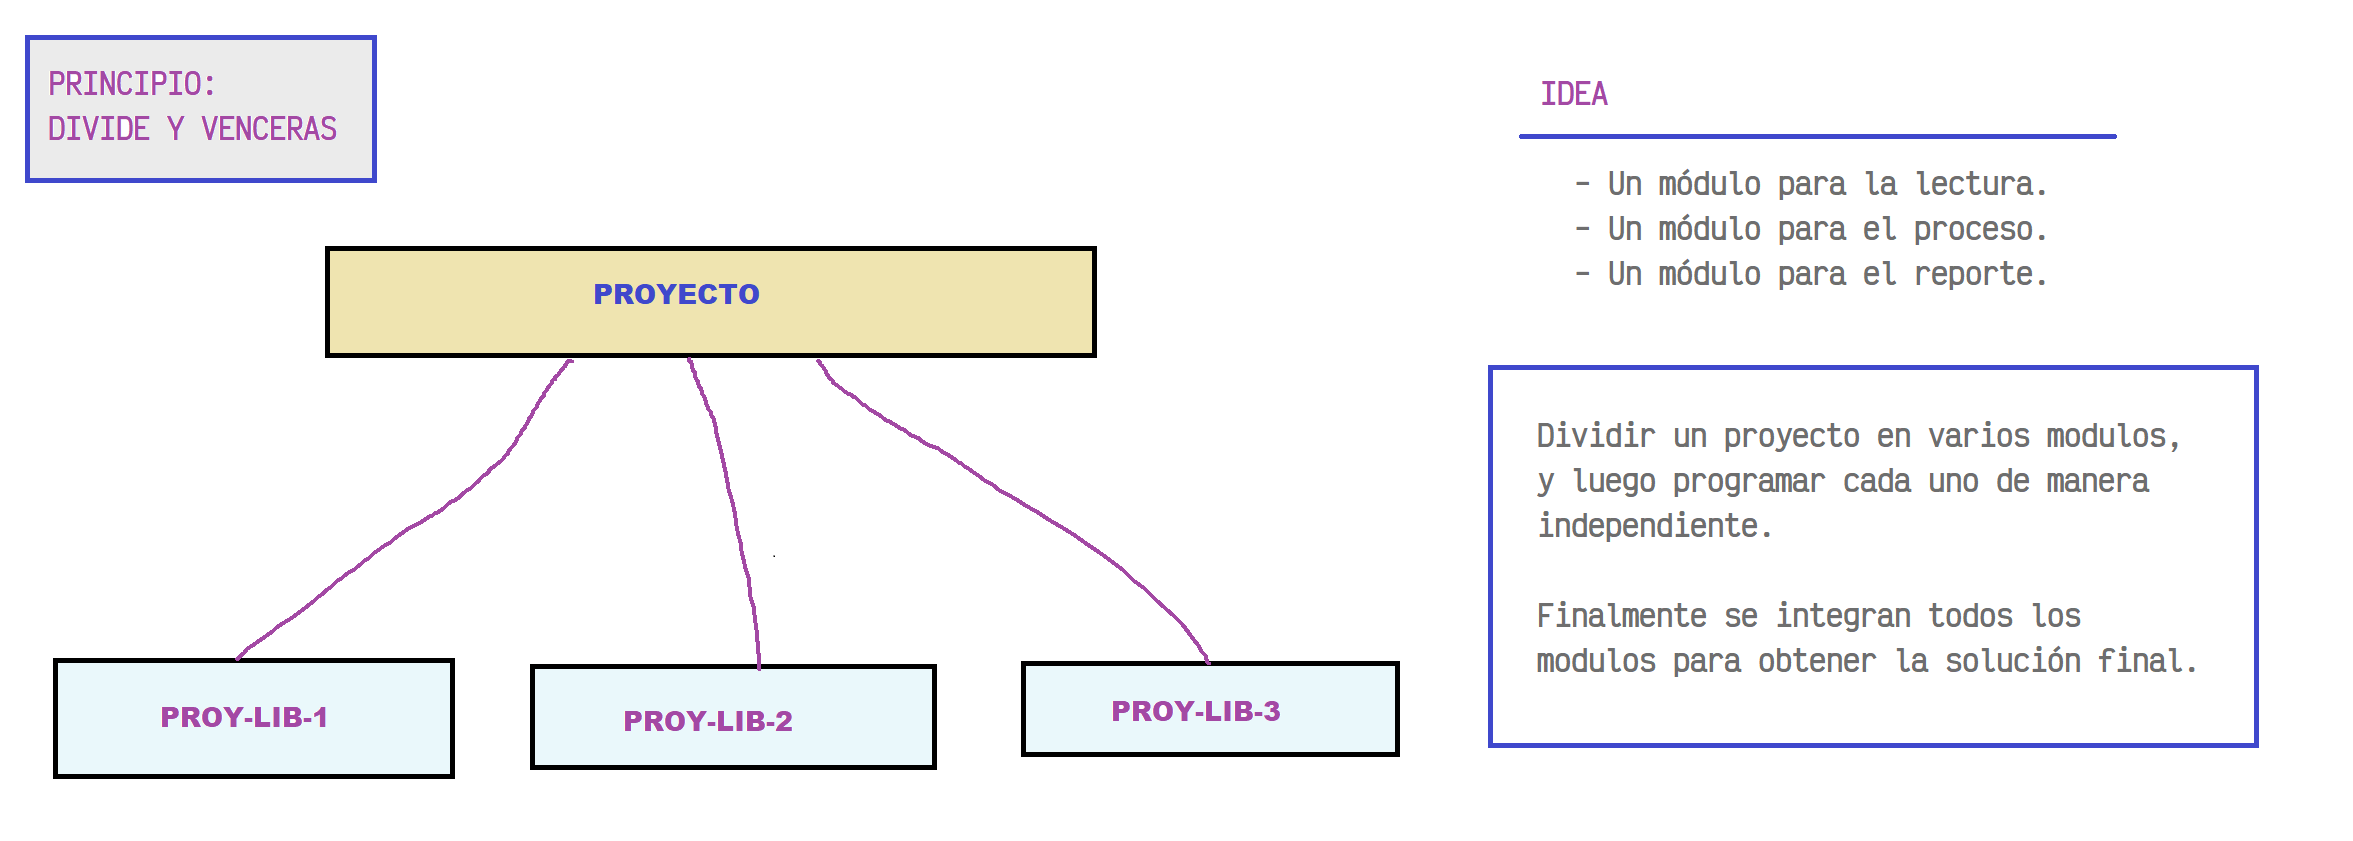 PRINCIPIO:
DIVIDE Y VENCERAS
PROYECTO
PROY-LIB-1
PROY-LIB-2
PROY-LIB-3
IDEA
- Un módulo para la lectura.
- Un módulo para el proceso.
- Un módulo para el reporte.
Dividir un proyecto en varios modulos,
y luego programar cada uno de manera
independiente.
Finalmente se integran todos los
modulos para obtener la solución final.